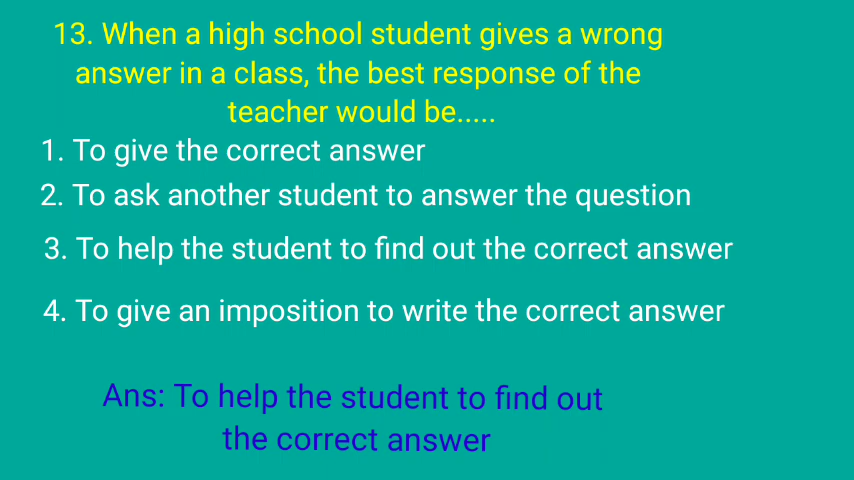 13. When a high school student gives a wrong
answer in a class, the best response of the
teacher would be.....
1. To give the correct answer
2. To ask another student to answer the question
3. To help the student to find out the correct answer
4. To give an imposition to write the correct answer
Ans: To help the student to find out
the correct answer